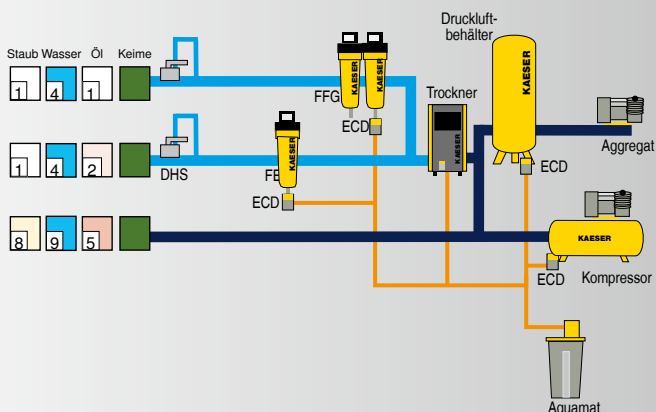 Druckluft-
behälter
Staub Wasser Öl Keime
1 4 1
KAESER
KAESER
FFG
ECD
Trockner
KAESER
KAESER
Aggregat
ECD
1 4 2
DHS
KAESER
FE
ECD
8 9 5
KAESER
ECD
Kompressor
Aquamat